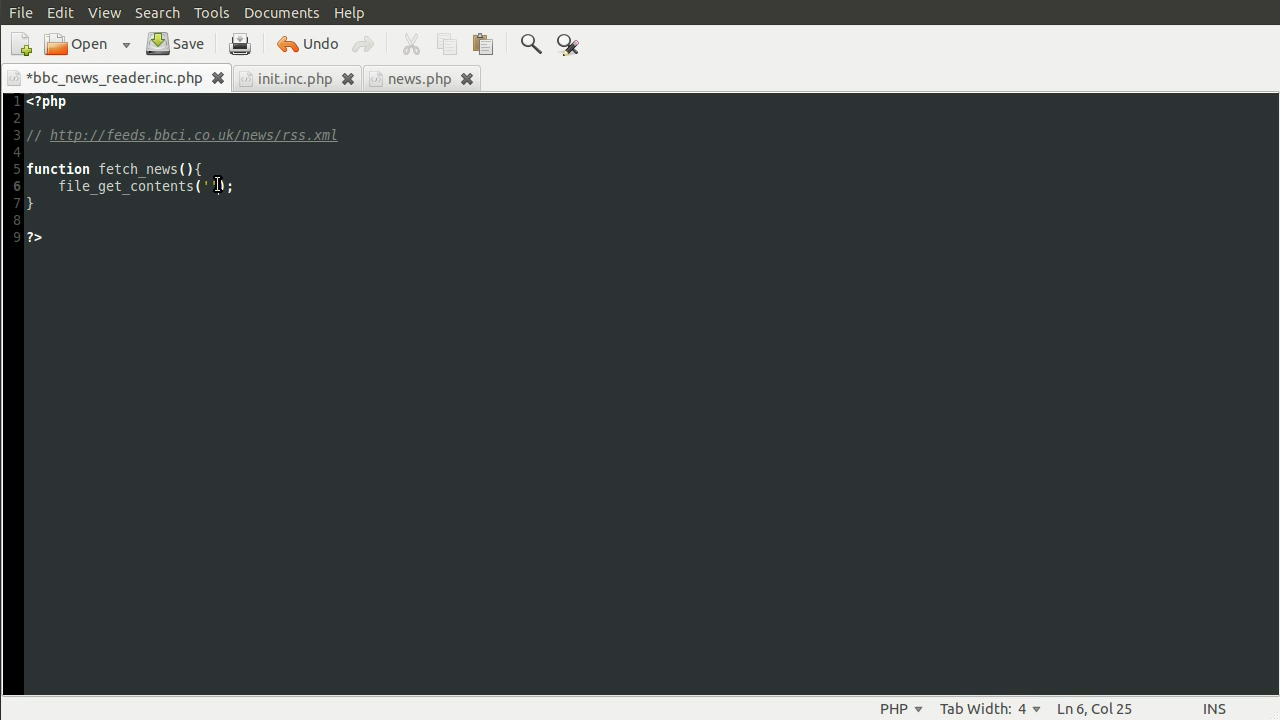 File Edit View Search Tools Documents Help
Open Save Undo
*bbc_news_reader.inc.php init.inc.php news.php
1 <?php
2
3 // http://feeds.bbci.co.uk/news/rss.xml
4
5 function fetch_news(){
6 file_get_contents('');
7 }
8
9 ?>
PHP Tab Width: 4 Ln 6, Col 25 INS